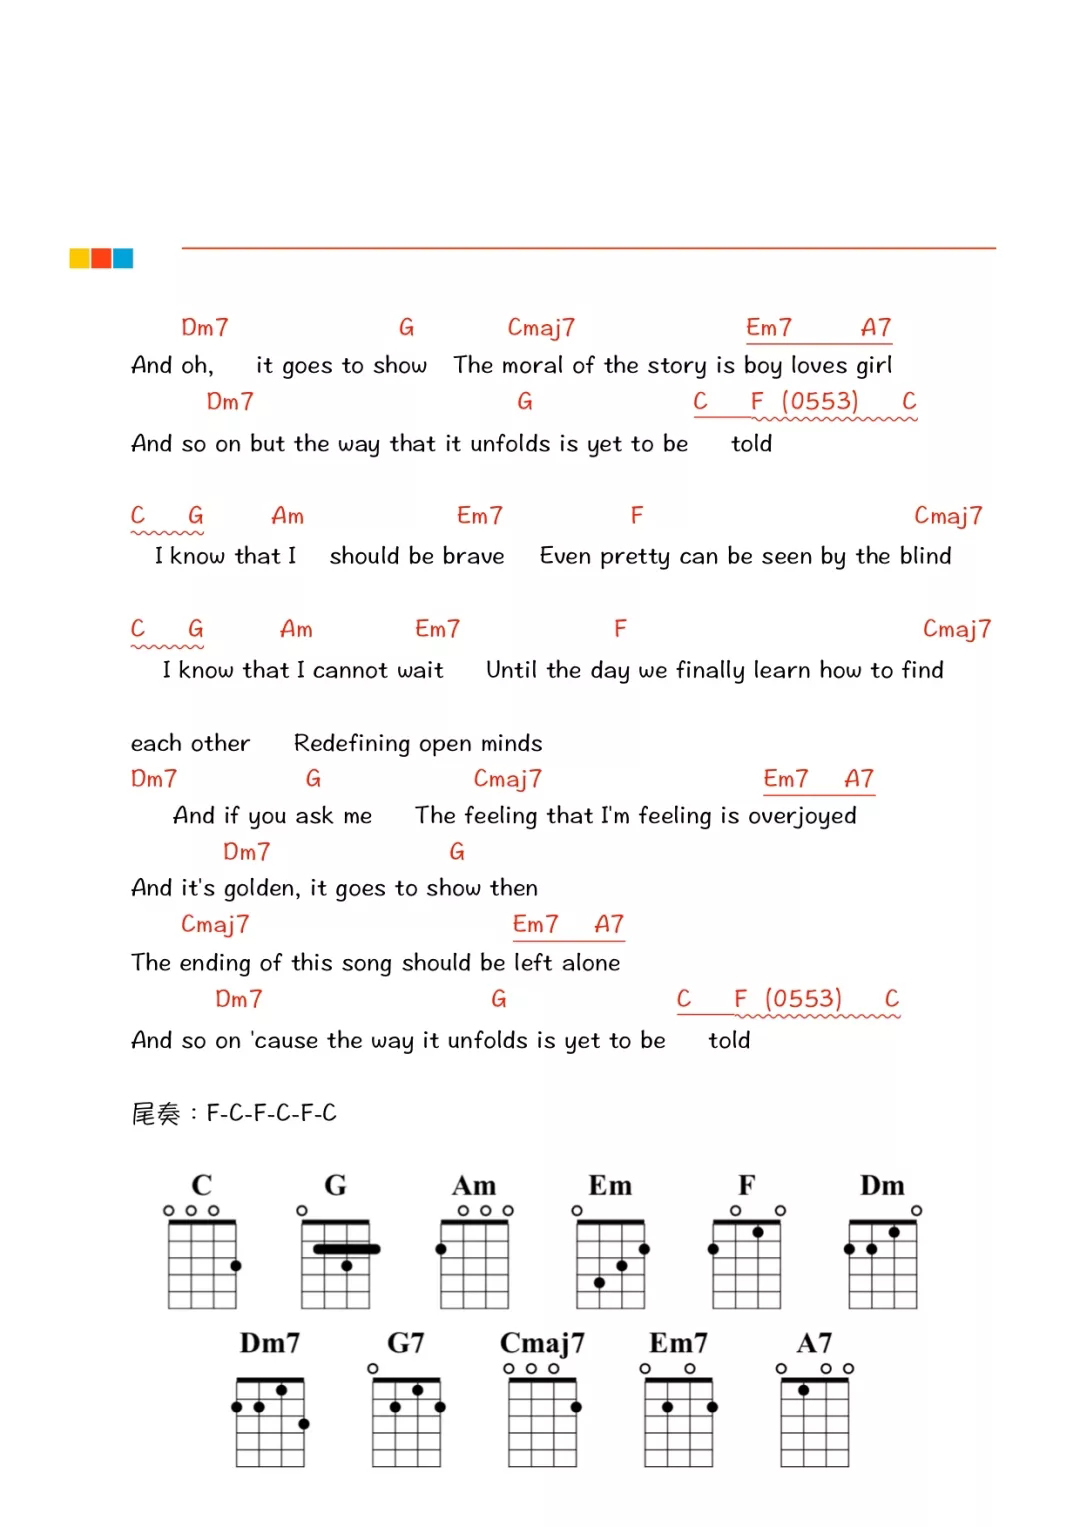 Dm7 G Cmaj7 Em7 A7
And oh, it goes to show The moral of the story is boy loves girl
Dm7 G C F (0553) C
And so on but the way that it unfolds is yet to be told
C G Am Em7 F Cmaj7
I know that I should be brave Even pretty can be seen by the blind
C G Am Em7 F Cmaj7
I know that I cannot wait Until the day we finally learn how to find
each other Redefining open minds
Dm7 G Cmaj7 Em7 A7
And if you ask me The feeling that I'm feeling is overjoyed
Dm7 G
And it's golden, it goes to show then
Cmaj7 Em7 A7
The ending of this song should be left alone
Dm7 G C F (0553) C
And so on 'cause the way it unfolds is yet to be told
尾奏：F-C-F-C-F-C
C G Am Em F Dm
Dm7 G7 Cmaj7 Em7 A7